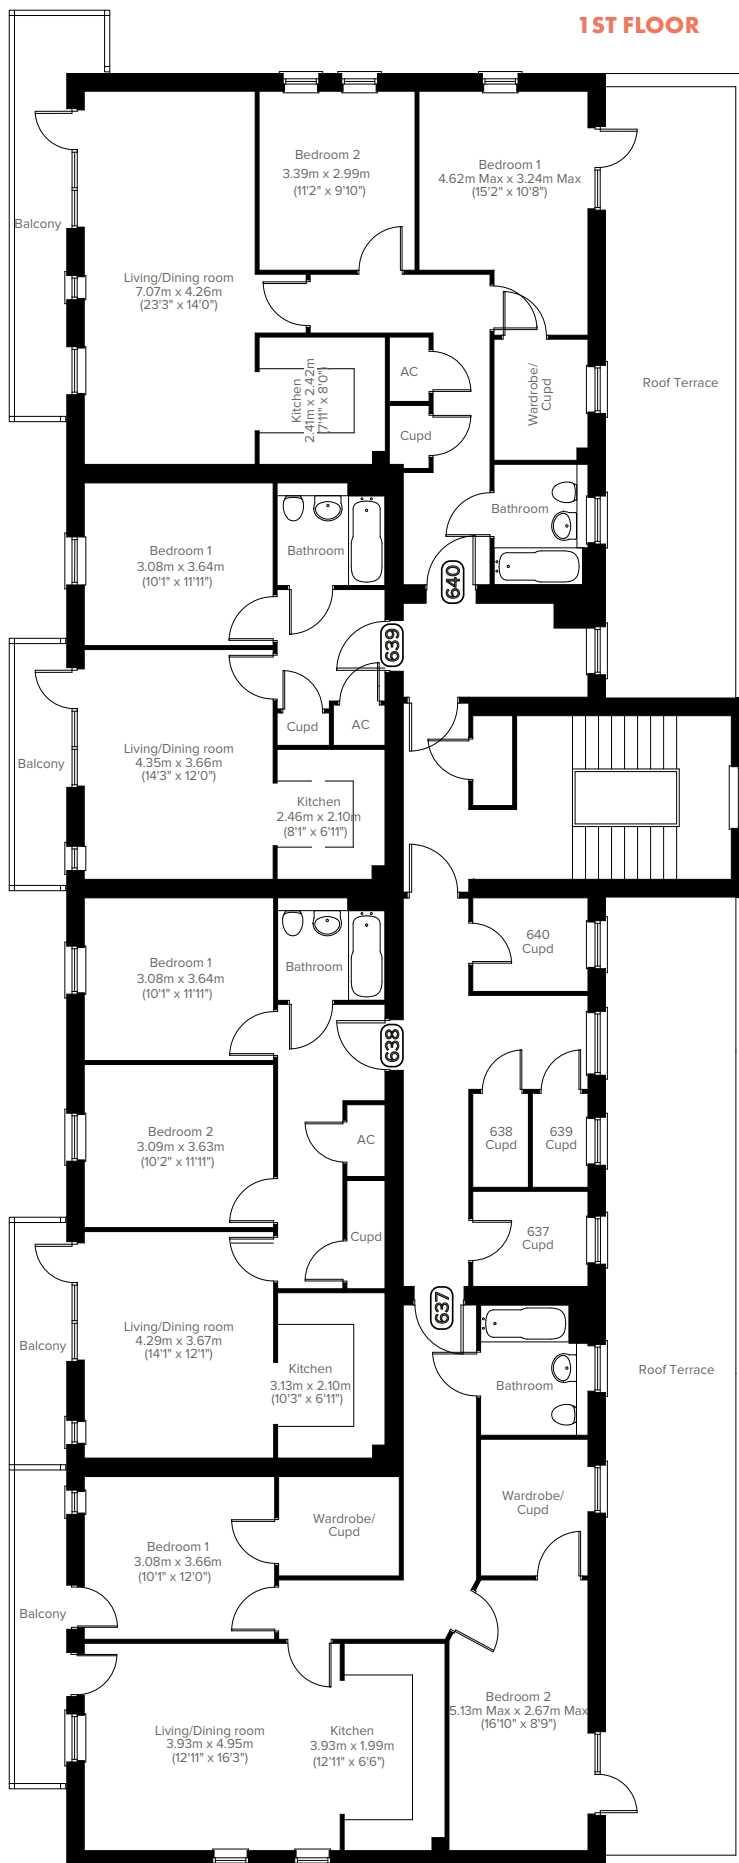 1ST FLOOR
Bedroom 2
3.39m x 2.99m
(11'2" x 9'10")
Bedroom 1
4.62m Max x 3.24m Max
(15'2" x 10'8")
Balcony
Living/Dining room
7.07m x 4.26m
(23'3" x 14'0")
Kitchen
2.41m x 2.42m
(7'11" x 8'0")
AC
Cupd
Wardrobe/
Cupd
Roof Terrace
Bathroom
640
Bedroom 1
3.08m x 3.64m
(10'1" x 11'11")
Bathroom
639
Cupd
AC
Balcony
Living/Dining room
4.35m x 3.66m
(14'3" x 12'0")
Kitchen
2.46m x 2.10m
(8'1" x 6'11")
640
Cupd
Bedroom 1
3.08m x 3.64m
(10'1" x 11'11")
Bathroom
638
Bedroom 2
3.09m x 3.63m
(10'2" x 11'11")
AC
638
Cupd
639
Cupd
Cupd
637
Cupd
637
Balcony
Living/Dining room
4.29m x 3.67m
(14'1" x 12'1")
Kitchen
3.13m x 2.10m
(10'3" x 6'11")
Bathroom
Roof Terrace
Wardrobe/
Cupd
Wardrobe/
Cupd
Bedroom 1
3.08m x 3.66m
(10'1" x 12'0")
Balcony
Bedroom 2
5.13m Max x 2.67m Max
(16'10" x 8'9")
Living/Dining room
3.93m x 4.95m
(12'11" x 16'3")
Kitchen
3.93m x 1.99m
(12'11" x 6'6")